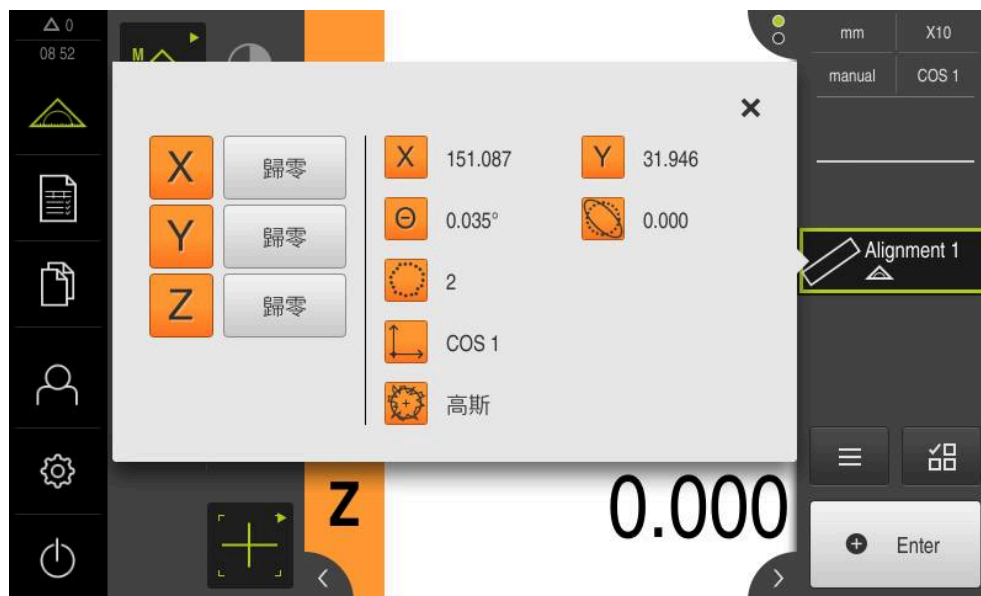 0
08 52
M
mm X10
manual COS 1
X 歸零 X 151.087 Y 31.946
Y 歸零 Θ 0.035° 0.000
Z 歸零 2
COS 1
高斯
Alignment 1
Z 0.000
Enter